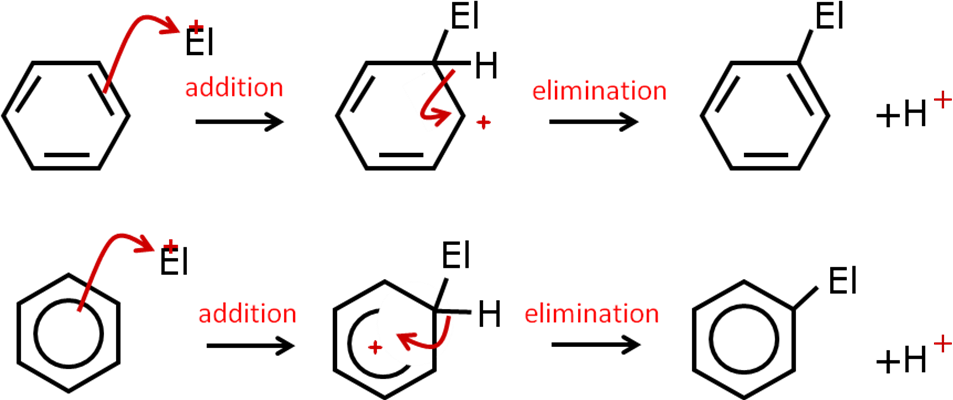 El
+
El
H
addition
elimination
+
El
+H+
+
El
El
H
addition
elimination
+
El
+H+